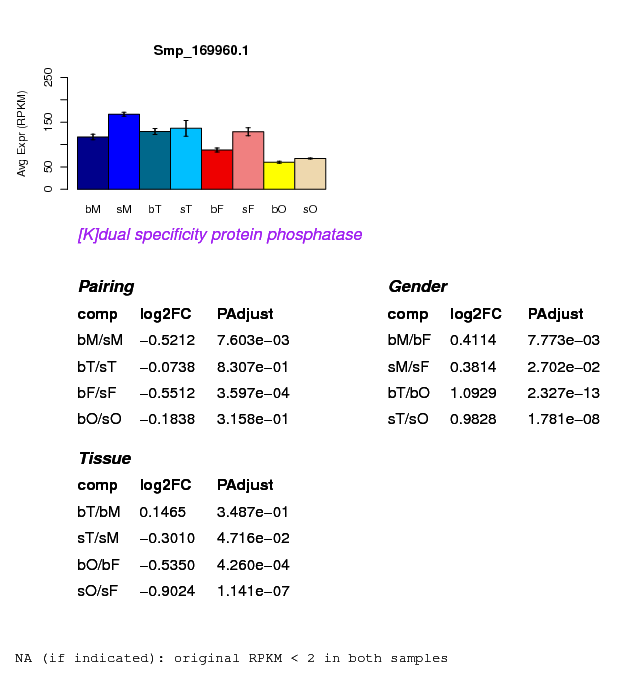 Smp_169960.1
Avg Expr (RPKM)
0 50 150 250
bM sM bT sT bF sF bO sO
[K]dual specificity protein phosphatase
Pairing
comp log2FC PAdjust
bM/sM −0.5212 7.603e−03
bT/sT −0.0738 8.307e−01
bF/sF −0.5512 3.597e−04
bO/sO −0.1838 3.158e−01
Gender
comp log2FC PAdjust
bM/bF 0.4114 7.773e−03
sM/sF 0.3814 2.702e−02
bT/bO 1.0929 2.327e−13
sT/sO 0.9828 1.781e−08
Tissue
comp log2FC PAdjust
bT/bM 0.1465 3.487e−01
sT/sM −0.3010 4.716e−02
bO/bF −0.5350 4.260e−04
sO/sF −0.9024 1.141e−07
NA (if indicated): original RPKM < 2 in both samples